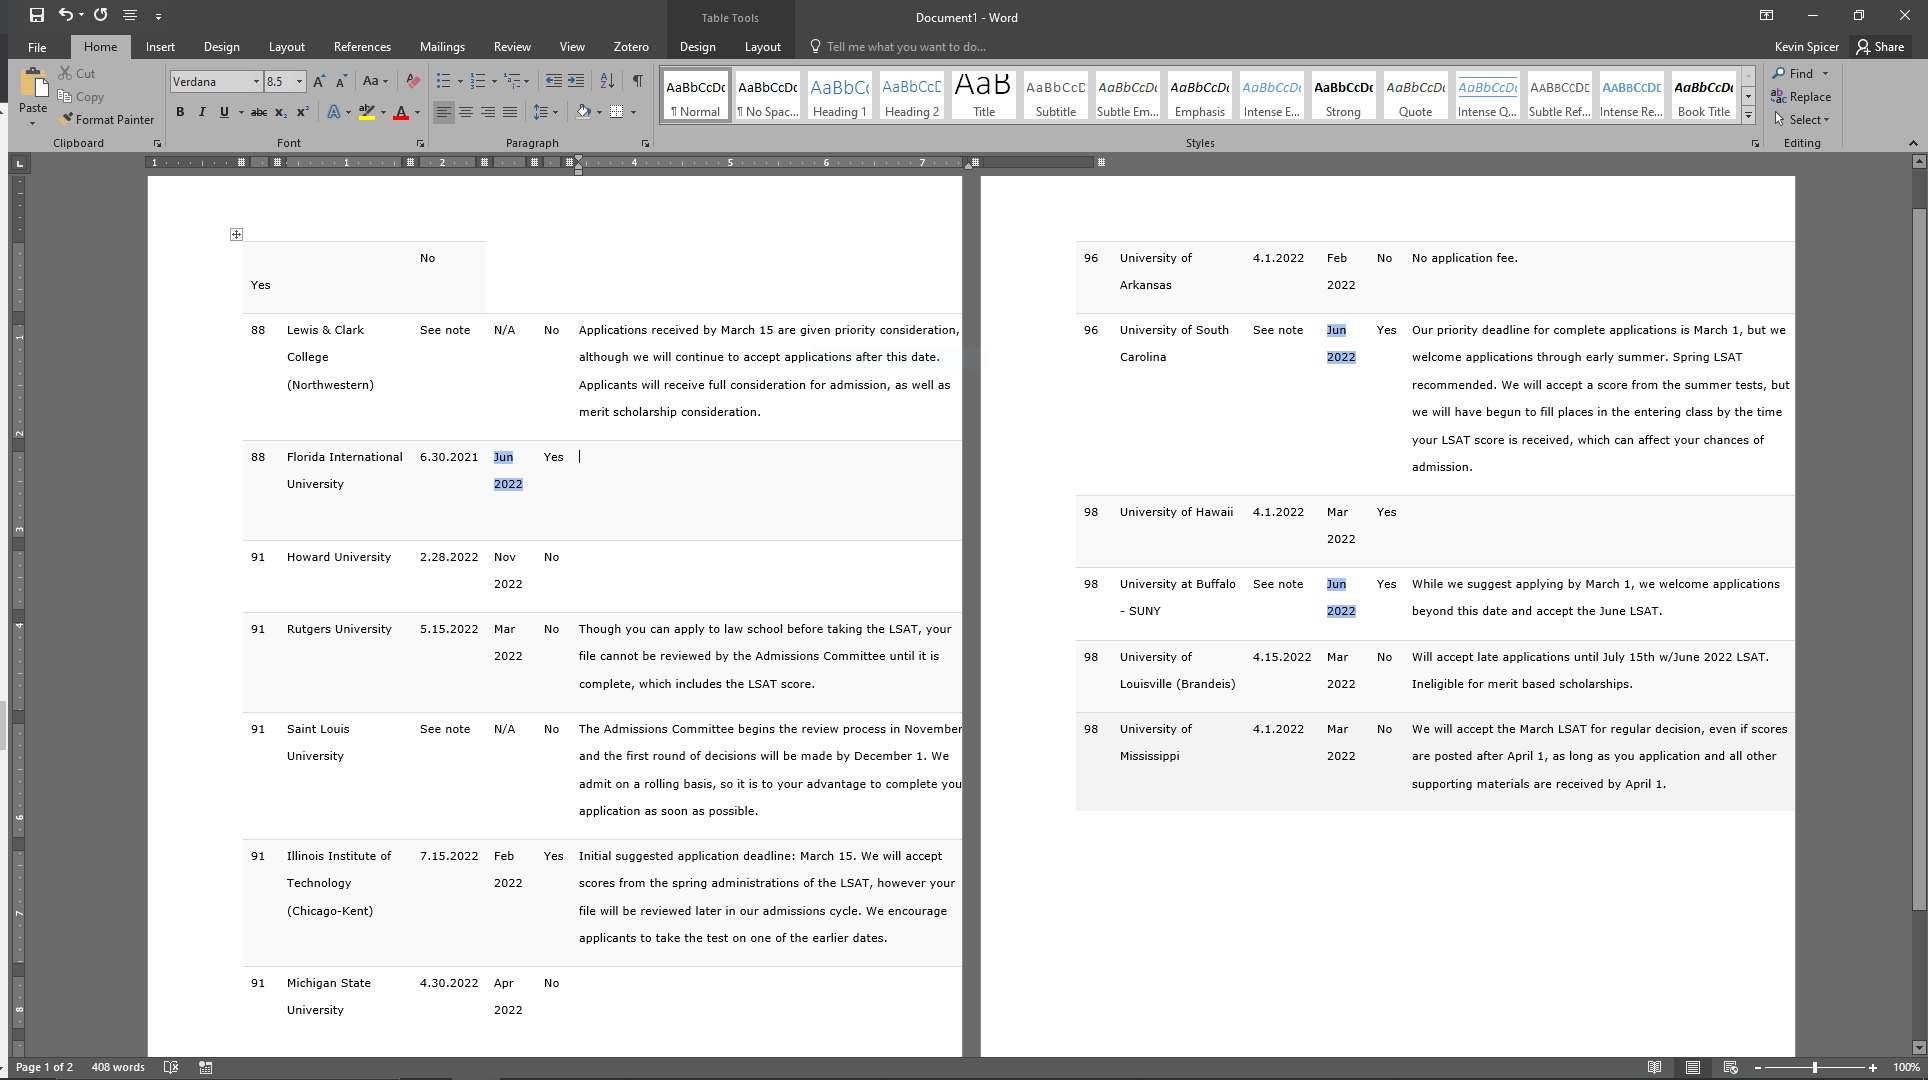 Table Tools
Document1 - Word
File Home Insert Design Layout References Mailings Review View Zotero Design Layout Tell me what you want to do... Kevin Spicer Share
Paste
Cut
Copy
Format Painter
Clipboard
Verdana 8.5
Aa
B I U abc x₂ x² A ab A
Font
Paragraph
AaBbCcDc ¶ Normal
AaBbCcDc ¶ No Spac...
AaBbC( Heading 1
AaBbCcC Heading 2
AaB Title
AaBbCcC Subtitle
AaBbCcDc Subtle Em...
AaBbCcDc Emphasis
AaBbCcDc Intense E...
AaBbCcDc Strong
AaBbCcDc Quote
AaBbCcDc Intense Q...
AABBCCDE Subtle Ref...
AABBCCDE Intense Re...
AaBbCcDc Book Title
Styles
Find
Replace
Select
Editing
1 1 2 4 5 6 7
No
Yes
88 Lewis & Clark See note N/A No Applications received by March 15 are given priority consideration,
College although we will continue to accept applications after this date.
(Northwestern) Applicants will receive full consideration for admission, as well as
merit scholarship consideration.
88 Florida International 6.30.2021 Jun Yes
University 2022
91 Howard University 2.28.2022 Nov No
2022
91 Rutgers University 5.15.2022 Mar No Though you can apply to law school before taking the LSAT, your
2022 file cannot be reviewed by the Admissions Committee until it is
complete, which includes the LSAT score.
91 Saint Louis See note N/A No The Admissions Committee begins the review process in November
University and the first round of decisions will be made by December 1. We
admit on a rolling basis, so it is to your advantage to complete you
application as soon as possible.
91 Illinois Institute of 7.15.2022 Feb Yes Initial suggested application deadline: March 15. We will accept
Technology 2022 scores from the spring administrations of the LSAT, however your
(Chicago-Kent) file will be reviewed later in our admissions cycle. We encourage
applicants to take the test on one of the earlier dates.
91 Michigan State 4.30.2022 Apr No
University 2022
96 University of 4.1.2022 Feb No No application fee.
Arkansas 2022
96 University of South See note Jun Yes Our priority deadline for complete applications is March 1, but we
Carolina 2022 welcome applications through early summer. Spring LSAT
recommended. We will accept a score from the summer tests, but
we will have begun to fill places in the entering class by the time
your LSAT score is received, which can affect your chances of
admission.
98 University of Hawaii 4.1.2022 Mar Yes
2022
98 University at Buffalo See note Jun Yes While we suggest applying by March 1, we welcome applications
- SUNY 2022 beyond this date and accept the June LSAT.
98 University of 4.15.2022 Mar No Will accept late applications until July 15th w/June 2022 LSAT.
Louisville (Brandeis) 2022 Ineligible for merit based scholarships.
98 University of 4.1.2022 Mar No We will accept the March LSAT for regular decision, even if scores
Mississippi 2022 are posted after April 1, as long as you application and all other
supporting materials are received by April 1.
1
2
3
4
6
7
8
Page 1 of 2 408 words 100%